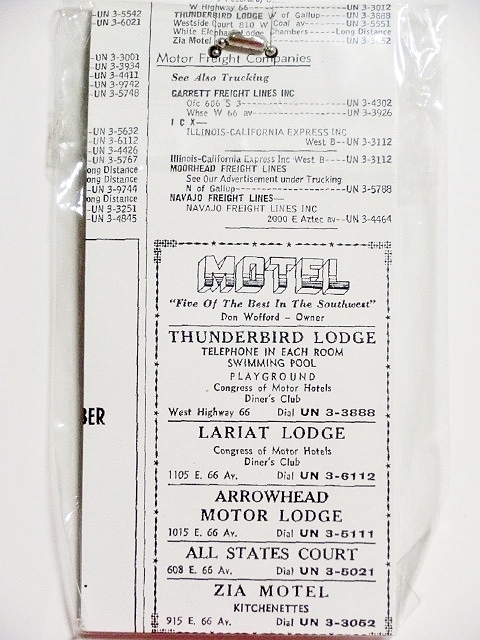 UN 3-5542
UN 3-6021
UN 3-3001
UN 3-3934
UN 3-4411
UN 3-9742
UN 3-5748
UN 3-5632
UN 3-6112
UN 3-4426
UN 3-5767
ong Distance
ong Distance
UN 3-9744
ong Distance
UN 3-3251
UN 3-4845
BER
W Highway 66----UN 3-3012
THUNDERBIRD LODGE W of Gallup---UN 3-3888
Westside Court 810 W Coal av---UN 3-5551
White Elephant Lodge Chambers----Long Distance
Zia Motel
Motor Freight Companies
See Also Trucking
GARRETT FREIGHT LINES INC
Ofc 606 S 3----UN 3-4302
Whse W 66 av----UN 3-3926
I C X—
ILLINOIS-CALIFORNIA EXPRESS INC
West B--UN 3-3112
Illinois-California Express Inc West B----UN 3-3112
MOORHEAD FREIGHT LINES
See Our Advertisement under Trucking
N of Gallup----UN 3-5788
NAVAJO FREIGHT LINES—
NAVAJO FREIGHT LINES INC
2000 E Aztec av--UN 3-4464
MOTEL
"Five Of The Best In The Southwest"
Don Wofford - Owner
THUNDERBIRD LODGE
TELEPHONE IN EACH ROOM
SWIMMING POOL
PLAYGROUND
Congress of Motor Hotels
Diner's Club
West Highway 66 Dial UN 3-3888
LARIAT LODGE
Congress of Motor Hotels
Diner's Club
1105 E. 66 Av. Dial UN 3-6112
ARROWHEAD
MOTOR LODGE
1015 E. 66 Av. Dial UN 3-5111
ALL STATES COURT
608 E. 66 Av. Dial UN 3-5021
ZIA MOTEL
KITCHENETTES
915 E. 66 Av. Dial UN 3-3052